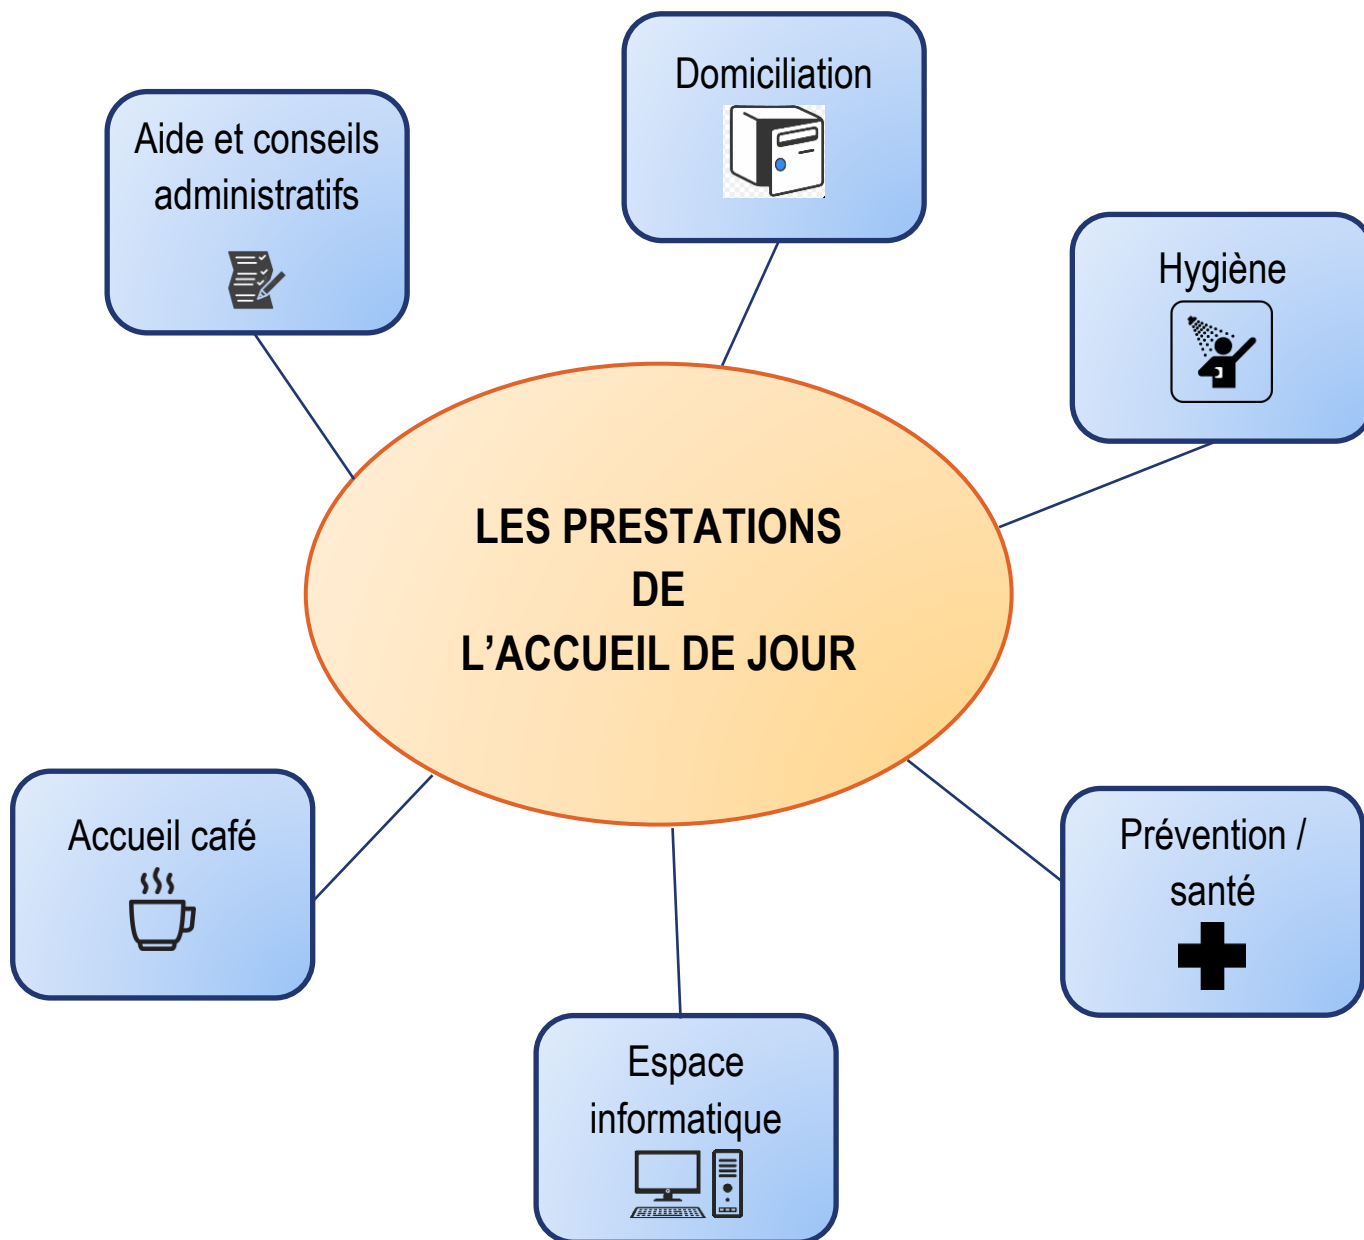 Domiciliation
Aide et conseils
administratifs
Hygiène
LES PRESTATIONS
DE
L’ACCUEIL DE JOUR
Accueil café
Prévention /
santé
Espace
informatique